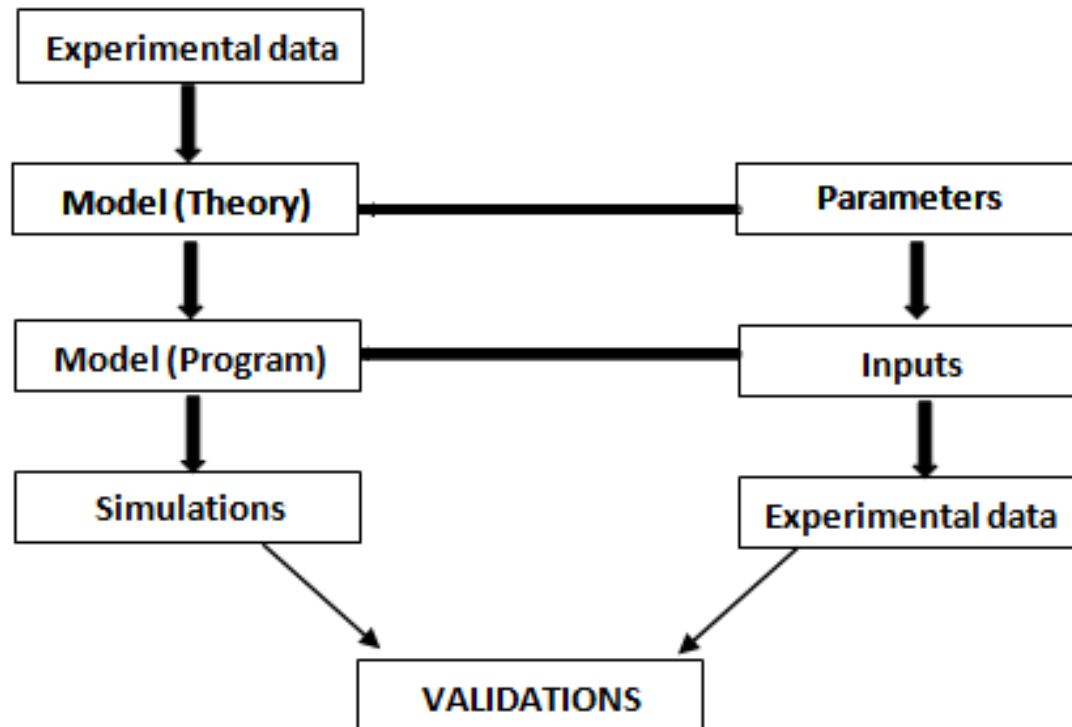 Experimental data
Model (Theory)
Parameters
Model (Program)
Inputs
Simulations
Experimental data
VALIDATIONS